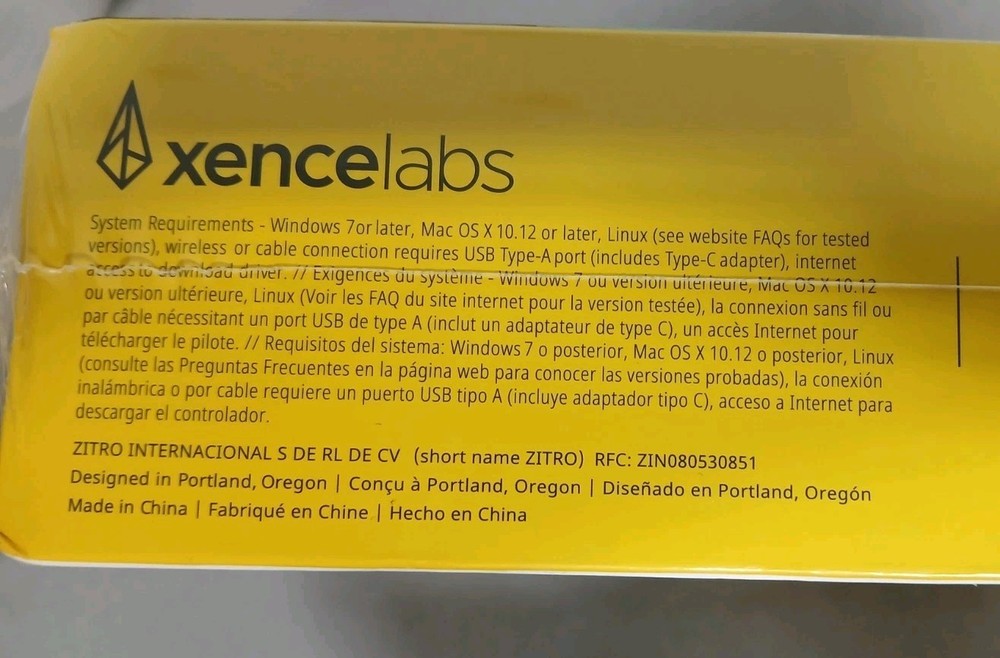 xencelabs
System Requirements - Windows 7or later, Mac OS X 10.12 or later, Linux (see website FAQs for tested
versions), wireless or cable connection requires USB Type-A port (includes Type-C adapter), internet
access to download driver. // Exigences du système - Windows 7 ou version ultérieure, Mac OS X 10.12
ou version ultérieure, Linux (Voir les FAQ du site internet pour la version testée), la connexion sans fil ou
par câble nécessitant un port USB de type A (inclut un adaptateur de type C), un accès Internet pour
télécharger le pilote. // Requisitos del sistema: Windows 7 o posterior, Mac OS X 10.12 o posterior, Linux
(consulte las Preguntas Frecuentes en la página web para conocer las versiones probadas), la conexión
inalámbrica o por cable requiere un puerto USB tipo A (incluye adaptador tipo C), acceso a Internet para
descargar el controlador.
ZITRO INTERNACIONAL S DE RL DE CV (short name ZITRO) RFC: ZIN080530851
Designed in Portland, Oregon | Conçu à Portland, Oregon | Diseñado en Portland, Oregón
Made in China | Fabriqué en Chine | Hecho en China